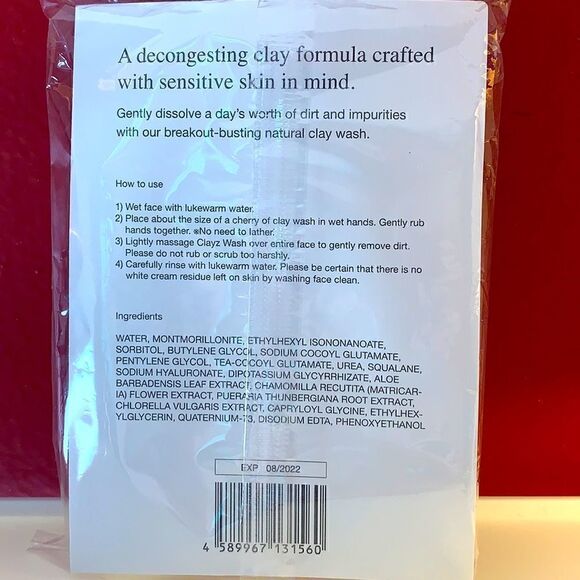 A decongesting clay formula crafted
with sensitive skin in mind.
Gently dissolve a day's worth of dirt and impurities
with our breakout-busting natural clay wash.
How to use
1) Wet face with lukewarm water.
2) Place about the size of a cherry of clay wash in wet hands. Gently rub
hands together. ※No need to lather.
3) Lightly massage Clayz Wash over entire face to gently remove dirt.
Please do not rub or scrub too harshly.
4) Carefully rinse with lukewarm water. Please be certain that there is no
white cream residue left on skin by washing face clean.
Ingredients
WATER, MONTMORILLONITE, ETHYLHEXYL ISONONANOATE,
SORBITOL, BUTYLENE GLYCOL, SODIUM COCOYL GLUTAMATE,
PENTYLENE GLYCOL, TEA-COCOYL GLUTAMATE, UREA, SQUALANE,
SODIUM HYALURONATE, DIPOTASSIUM GLYCYRRHIZATE, ALOE
BARBADENSIS LEAF EXTRACT, CHAMOMILLA RECUTITA (MATRICAR-
IA) FLOWER EXTRACT, PUERARIA THUNBERGIANA ROOT EXTRACT,
CHLORELLA VULGARIS EXTRACT, CAPRYLOYL GLYCINE, ETHYLHEX-
YLGLYCERIN, QUATERNIUM-73, DISODIUM EDTA, PHENOXYETHANOL
EXP 08/2022
4 589967 131560